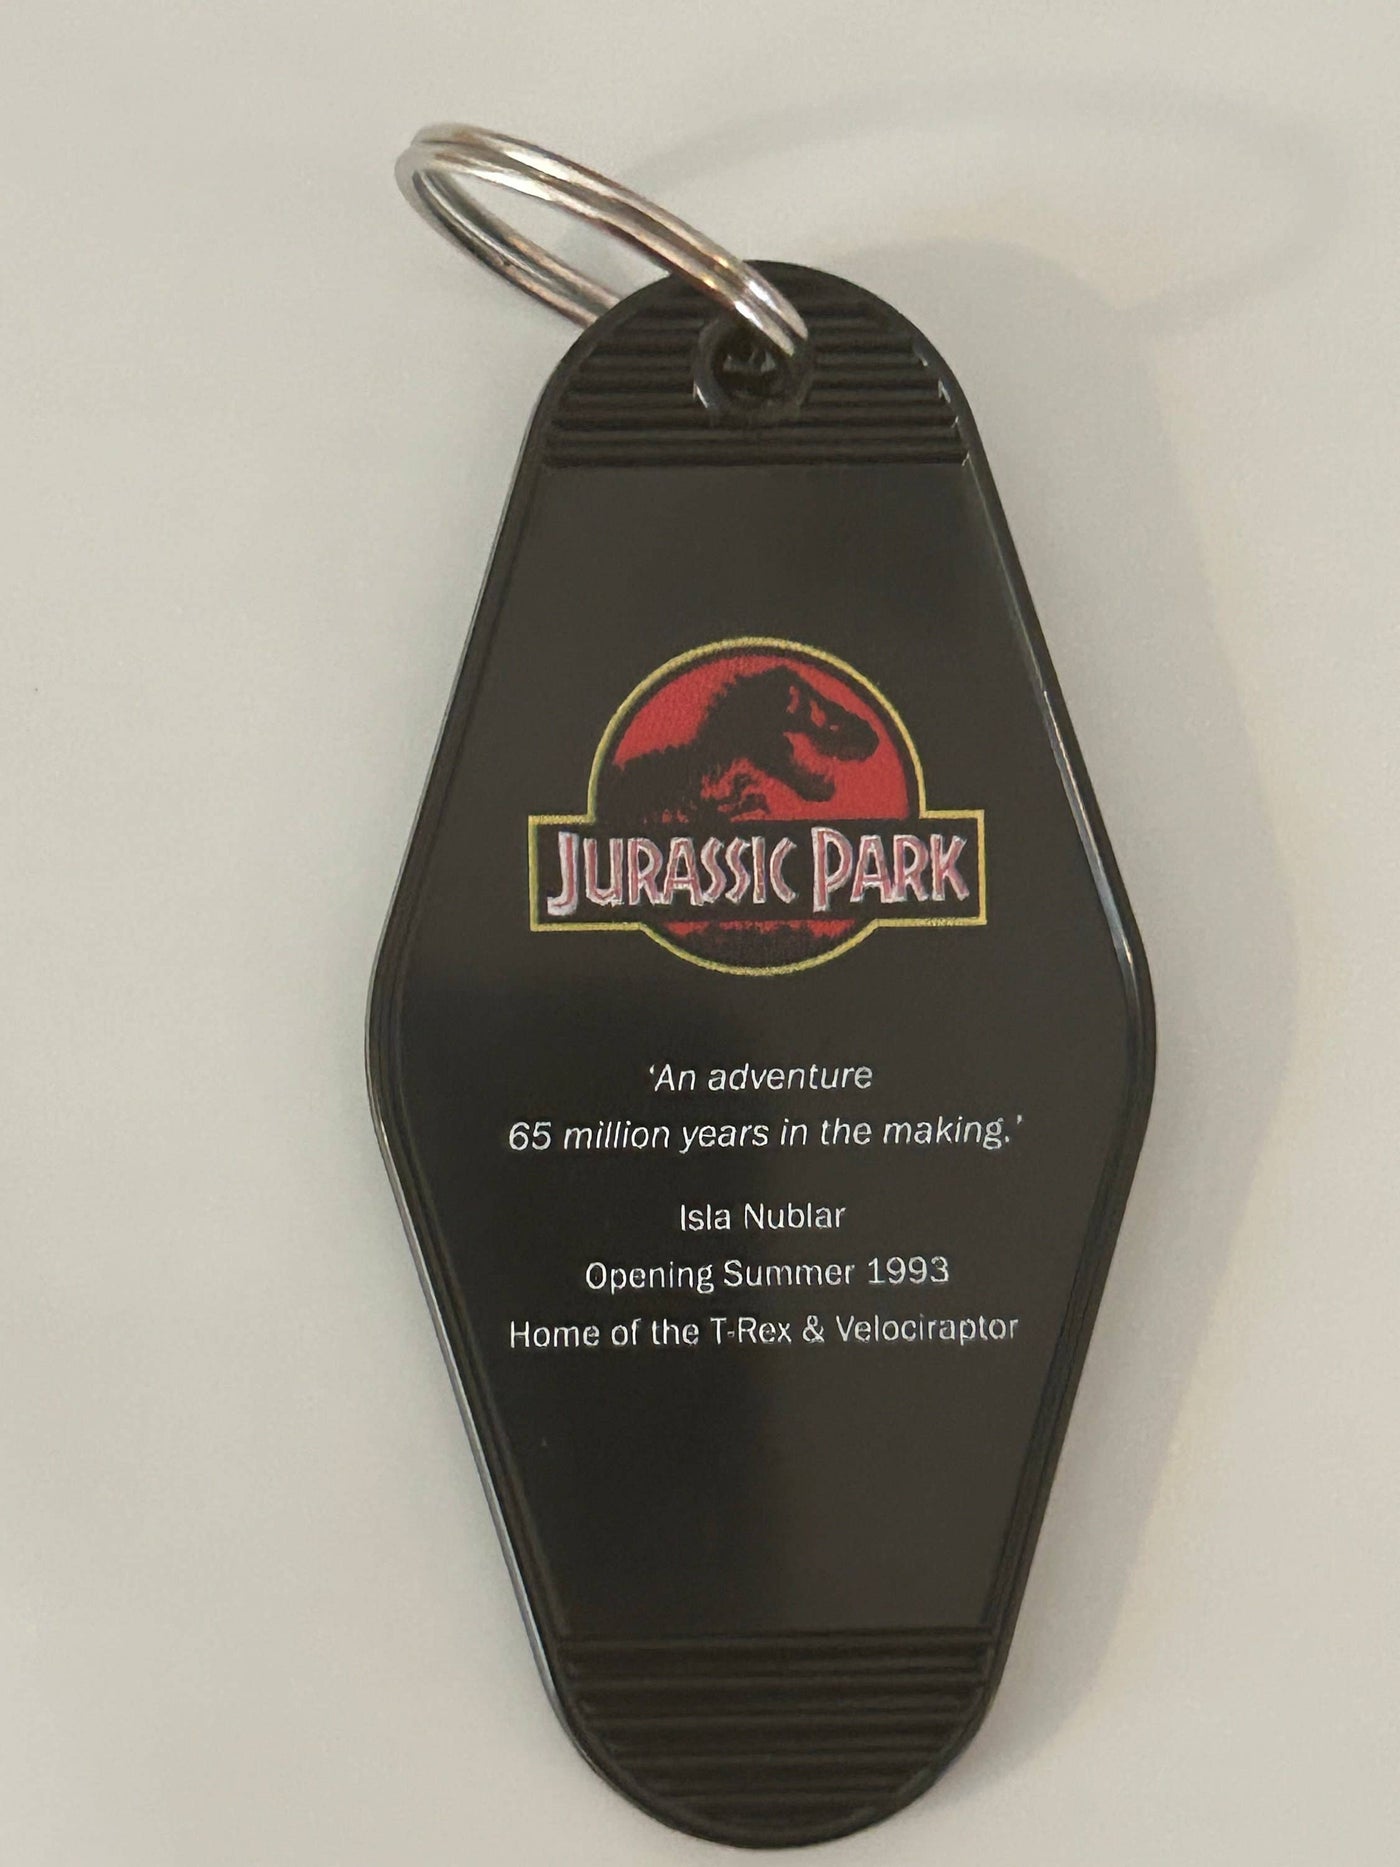 JURASSIC PARK
‘An adventure
65 million years in the making.’
Isla Nublar
Opening Summer 1993
Home of the T-Rex & Velociraptor